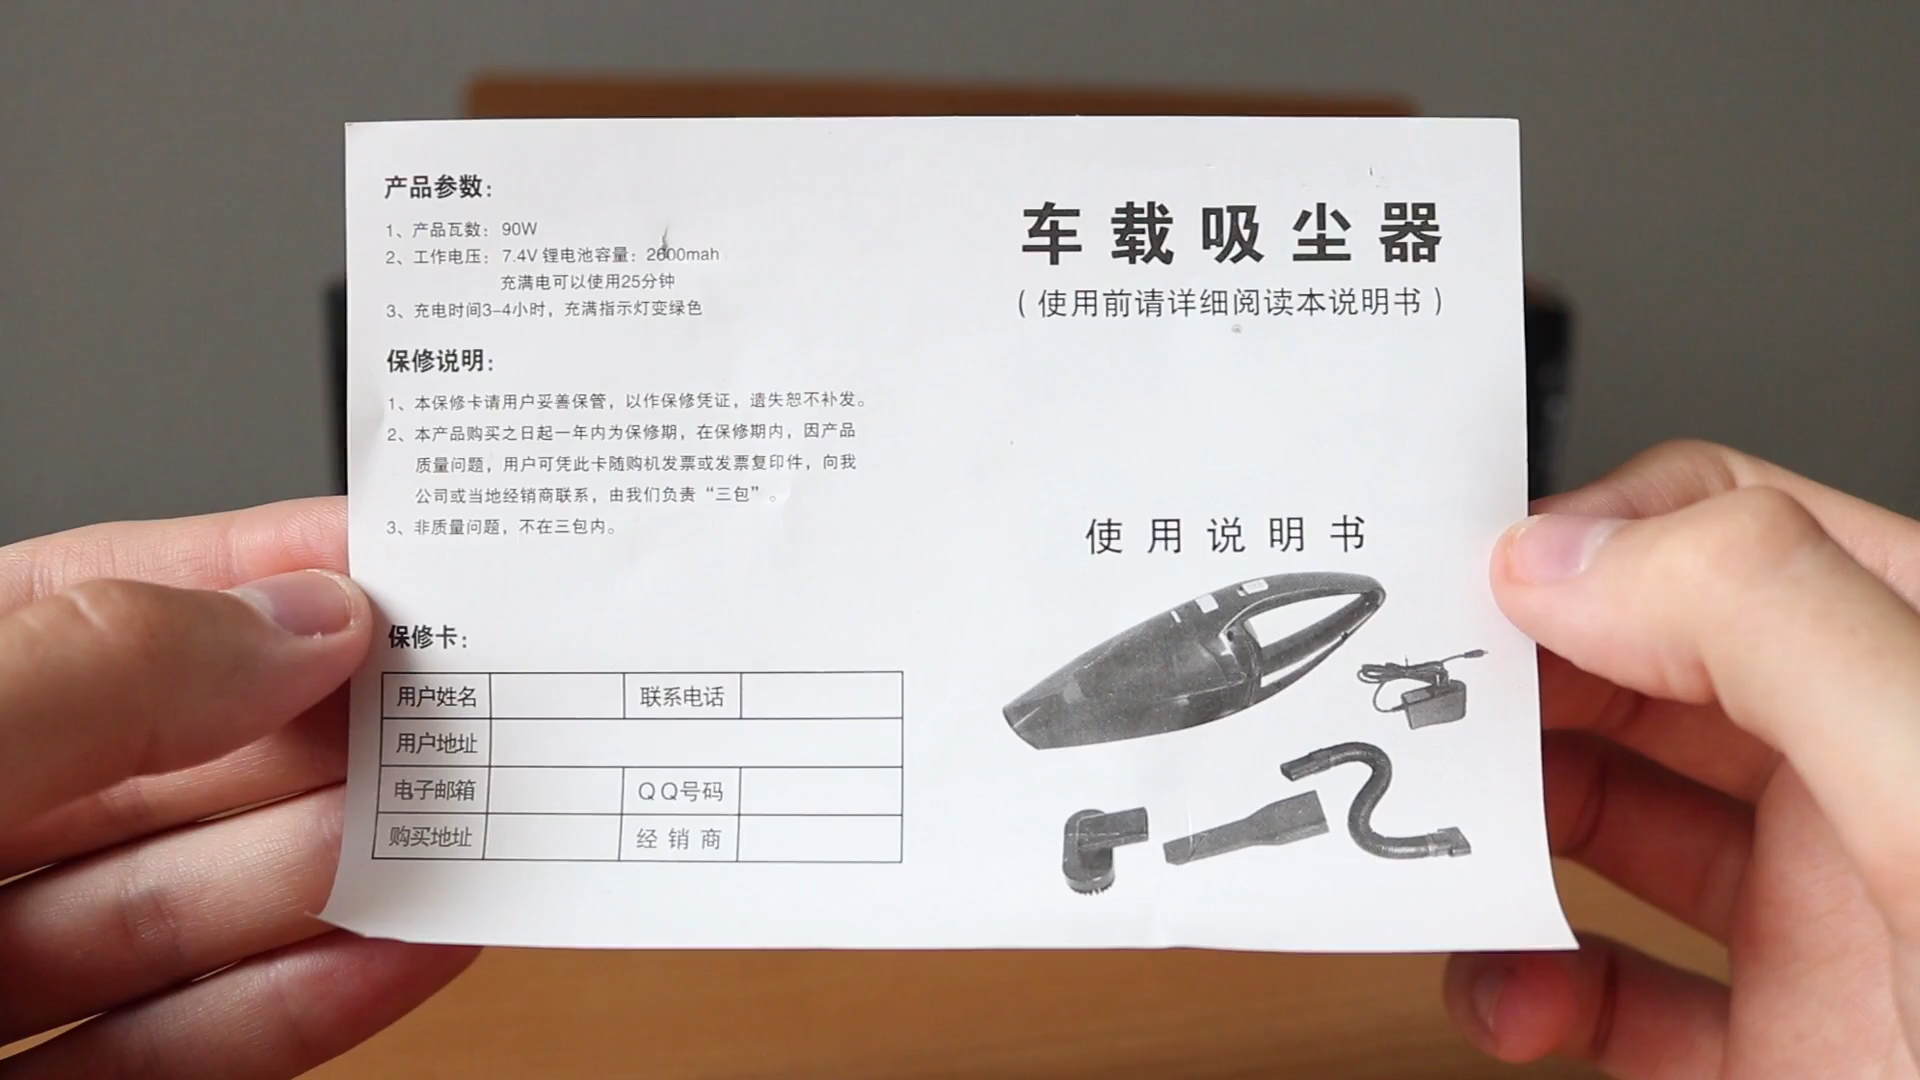 产品参数：
1、产品瓦数：90W
2、工作电压：7.4V 锂电池容量：2600mah
充满电可以使用25分钟
3、充电时间3-4小时，充满指示灯变绿色
保修说明：
1、本保修卡请用户妥善保管，以作保修凭证，遗失恕不补发。
2、本产品购买之日起一年内为保修期，在保修期内，因产品
质量问题，用户可凭此卡随购机发票或发票复印件，向我
公司或当地经销商联系，由我们负责“三包”。
3、非质量问题，不在三包内。
保修卡：
用户姓名 联系电话
用户地址
电子邮箱 QQ号码
购买地址 经销商
车载吸尘器
（使用前请详细阅读本说明书）
使用说明书